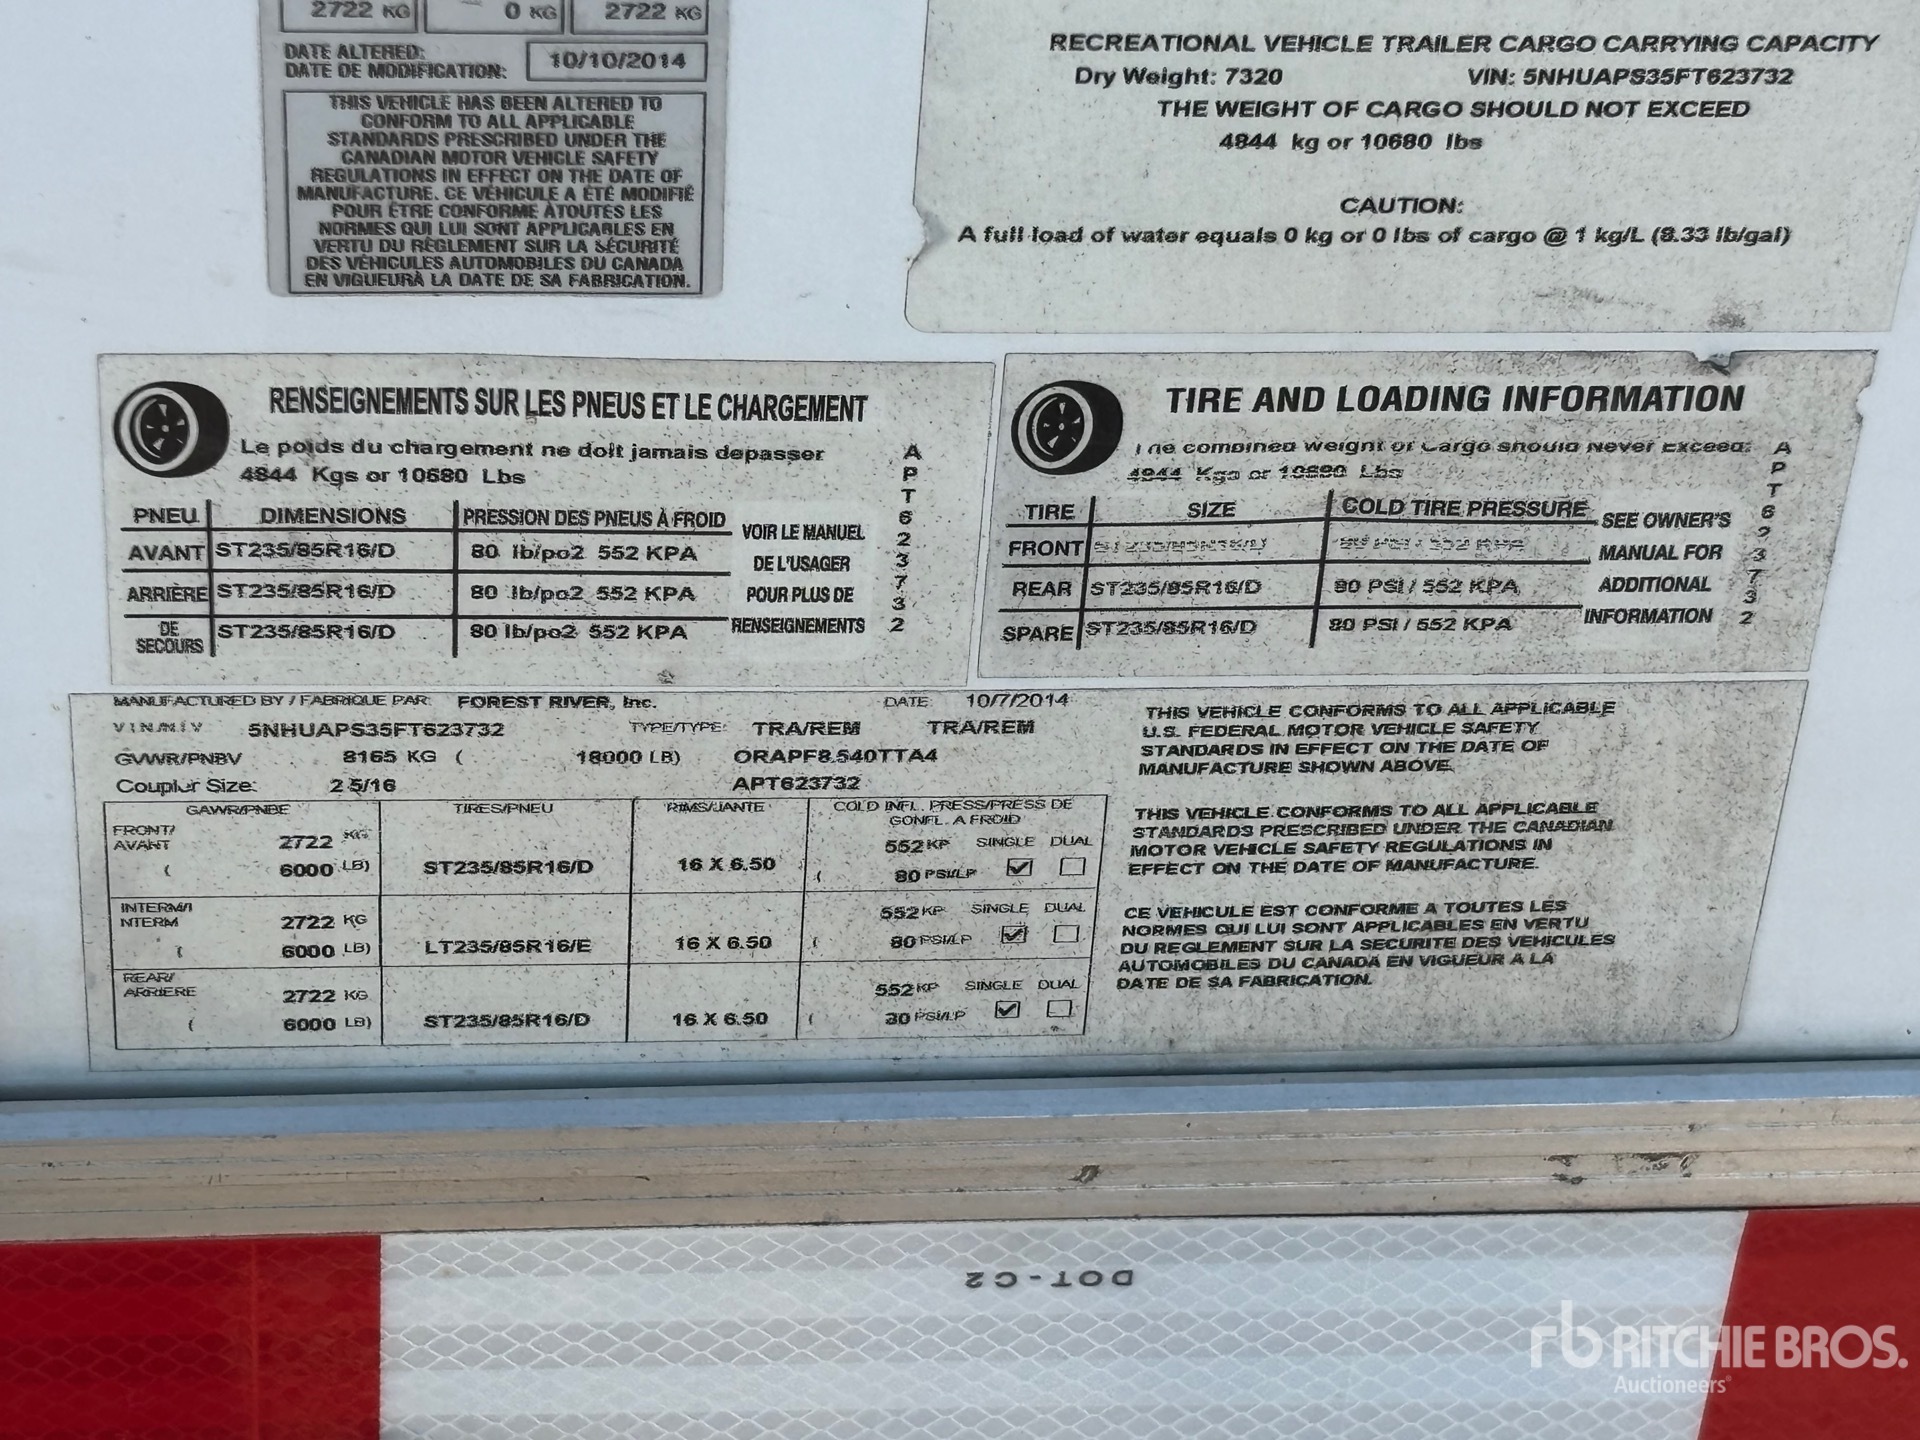 2722 KG 0 KG 2722 KG
DATE ALTERED:
DATE DE MODIFICATION: 10/10/2014
THIS VEHICLE HAS BEEN ALTERED TO
CONFORM TO ALL APPLICABLE
STANDARDS PRESCRIBED UNDER THE
CANADIAN MOTOR VEHICLE SAFETY
REGULATIONS IN EFFECT ON THE DATE OF
MANUFACTURE. CE VÉHICULE A ÉTÉ MODIFIÉ
POUR ÊTRE CONFORME ÀTOUTES LES
NORMES QUI LUI SONT APPLICABLES EN
VERTU DU RÈGLEMENT SUR LA SÉCURITÉ
DES VÉHICULES AUTOMOBILES DU CANADA
EN VIGUEURÀ LA DATE DE SA FABRICATION.
RECREATIONAL VEHICLE TRAILER CARGO CARRYING CAPACITY
Dry Weight: 7320 VIN: 5NHUAPS35FT623732
THE WEIGHT OF CARGO SHOULD NOT EXCEED
4844 kg or 10680 lbs
CAUTION:
A full load of water equals 0 kg or 0 lbs of cargo @ 1 kg/L (8.33 lb/gal)
RENSEIGNEMENTS SUR LES PNEUS ET LE CHARGEMENT
Le poids du chargement ne doit jamais depasser
4844 Kgs or 10680 Lbs
PNEU DIMENSIONS PRESSION DES PNEUS À FROID
AVANT ST235/85R16/D 80 lb/po2 552 KPA
ARRIÈRE ST235/85R16/D 80 lb/po2 552 KPA
DE SECOURS ST235/85R16/D 80 lb/po2 552 KPA
VOIR LE MANUEL
DE L'USAGER
POUR PLUS DE
RENSEIGNEMENTS
APT623732
TIRE AND LOADING INFORMATION
The combined weight of Cargo should Never Exceed:
4844 Kgs or 10680 Lbs
TIRE SIZE COLD TIRE PRESSURE
FRONT ST235/85R16/D 80 PSI / 552 KPA
REAR ST235/85R16/D 80 PSI / 552 KPA
SPARE ST235/85R16/D 80 PSI / 552 KPA
SEE OWNER'S
MANUAL FOR
ADDITIONAL
INFORMATION
APT623732
MANUFACTURED BY / FABRIQUE PAR: FOREST RIVER, Inc. DATE: 10/7/2014
V I N /N I V 5NHUAPS35FT623732 TYPE/TYPE: TRA/REM TRA/REM
GVWR/PNBV 8165 KG ( 18000 LB) ORAPF8.540TTA4
Coupler Size: 2 5/16 APT623732
GAWR/PNBE TIRES/PNEU RIMS/JANTE COLD INFL. PRESS/PRESS DE
GONFL. A FROID
FRONT/
AVANT 2722 KG 552 KP SINGLE DUAL
( 6000 LB) ST235/85R16/D 16 X 6.50 ( 80 PSI/LP
INTERM/I
NTERM 2722 KG 552 KP SINGLE DUAL
( 6000 LB) LT235/85R16/E 16 X 6.50 ( 80 PSI/LP
REAR/
ARRIERE 2722 KG 552 KP SINGLE DUAL
( 6000 LB) ST235/85R16/D 16 X 6.50 ( 80 PSI/LP
THIS VEHICLE CONFORMS TO ALL APPLICABLE
U.S. FEDERAL MOTOR VEHICLE SAFETY
STANDARDS IN EFFECT ON THE DATE OF
MANUFACTURE SHOWN ABOVE.
THIS VEHICLE CONFORMS TO ALL APPLICABLE
STANDARDS PRESCRIBED UNDER THE CANADIAN
MOTOR VEHICLE SAFETY REGULATIONS IN
EFFECT ON THE DATE OF MANUFACTURE.
CE VEHICULE EST CONFORME A TOUTES LES
NORMES QUI LUI SONT APPLICABLES EN VERTU
DU REGLEMENT SUR LA SECURITE DES VEHICULES
AUTOMOBILES DU CANADA EN VIGUEUR A LA
DATE DE SA FABRICATION.
DOT-C2
rb RITCHIE BROS.
Auctioneers